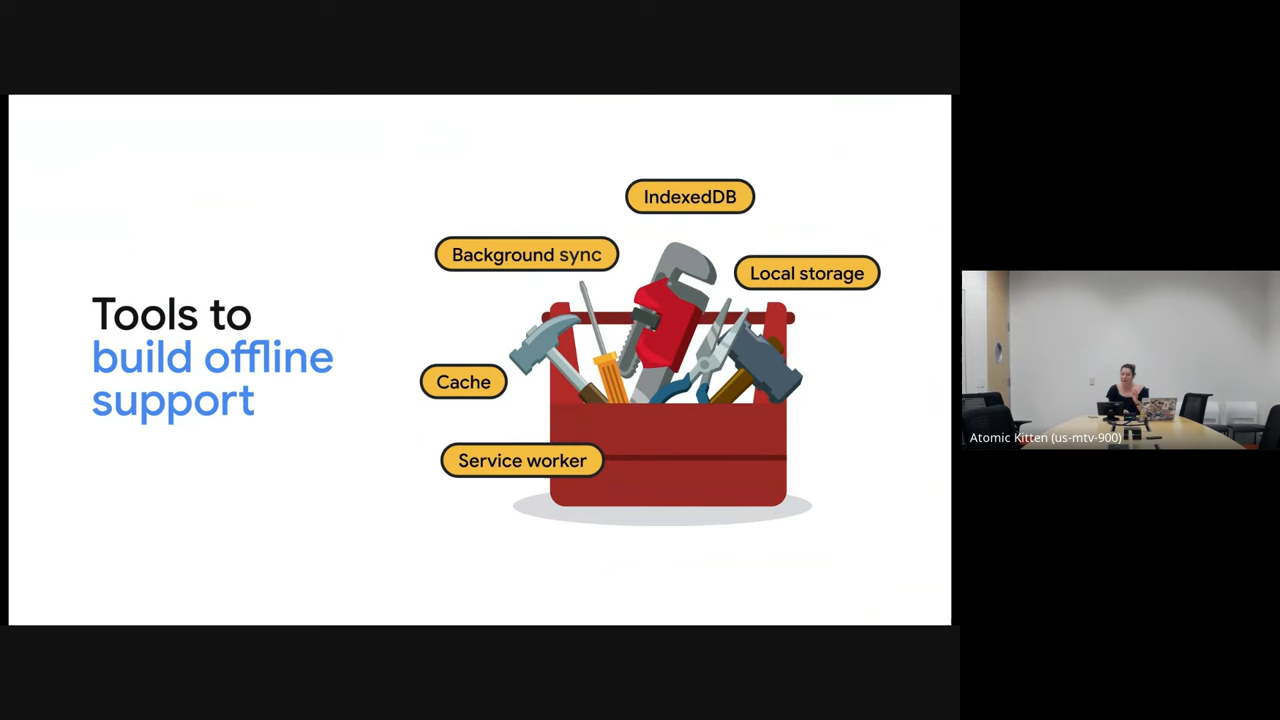 Tools to
build offline
support
IndexedDB
Background sync
Local storage
Cache
Service worker
Atomic Kitten (us-mtv-900)